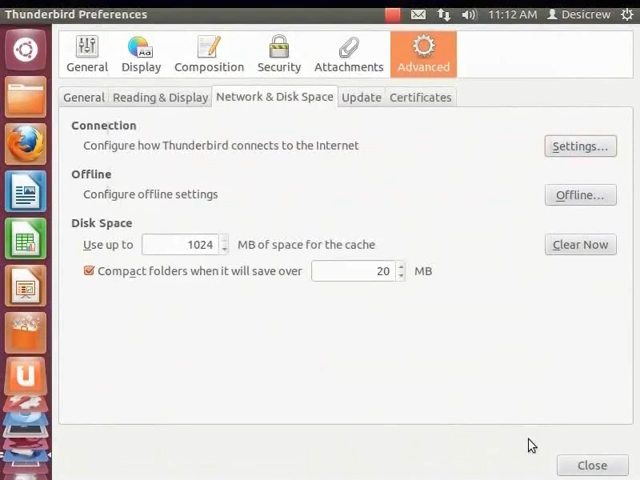 Thunderbird Preferences 11:12 AM Desicrew
General Display Composition Security Attachments Advanced
General Reading & Display Network & Disk Space Update Certificates
Connection
Configure how Thunderbird connects to the Internet Settings...
Offline
Configure offline settings Offline...
Disk Space
Use up to 1024 MB of space for the cache Clear Now
Compact folders when it will save over 20 MB
Close